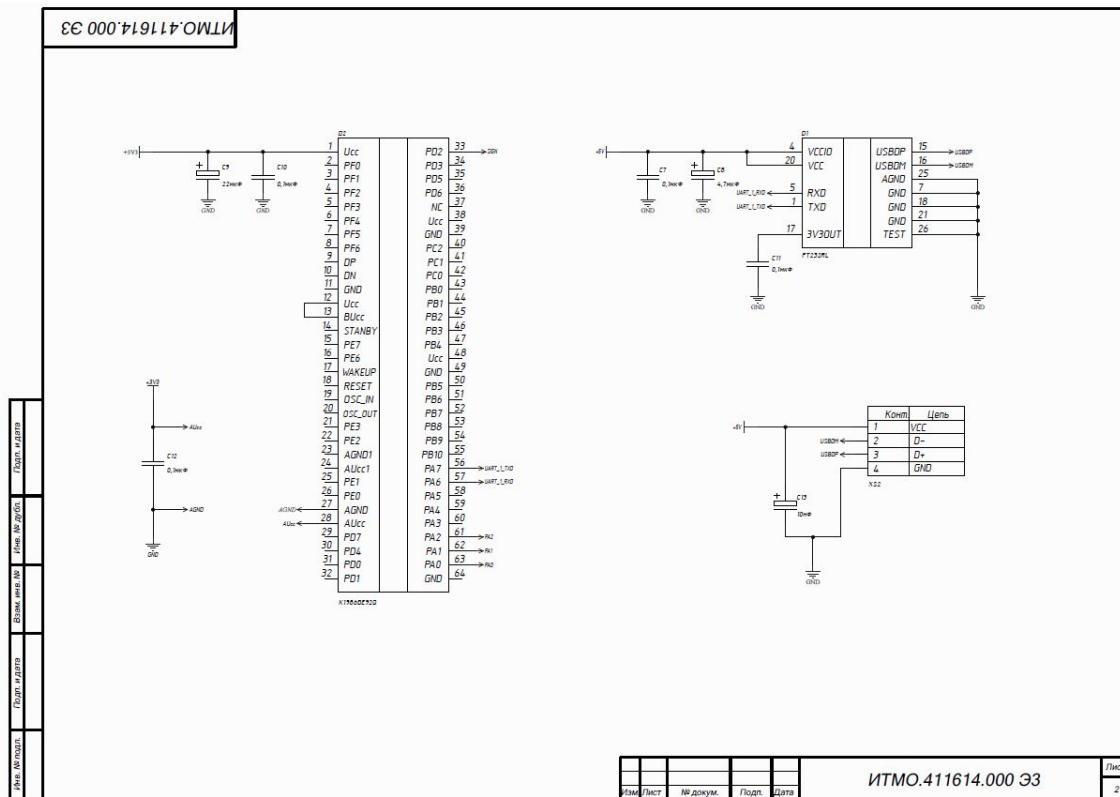 ИТМО.411614.000 ЭЗ
D2
+3V3
C9
22мкФ
GND
C10
0,1мкФ
GND
1 Ucc
2 PF0
3 PF1
4 PF2
5 PF3
6 PF4
7 PF5
8 PF6
9 DP
10 DN
11 GND
12 Ucc
13 BUcc
14 STANBY
15 PE7
16 PE6
17 WAKEUP
18 RESET
19 OSC_IN
20 OSC_OUT
21 PE3
22 PE2
23 AGND1
24 AUcc1
25 PE1
26 PE0
AGND 27 AGND
AUcc 28 AUcc
29 PD7
30 PD4
31 PD0
32 PD1
PD2 33
PD3 34
PD5 35
PD6 36
NC 37
Ucc 38
GND 39
PC2 40
PC1 41
PC0 42
PB0 43
PB1 44
PB2 45
PB3 46
PB4 47
Ucc 48
GND 49
PB5 50
PB6 51
PB7 52
PB8 53
PB9 54
PB10 55
PA7 56 UART_1_TXD
PA6 57 UART_1_RXD
PA5 58
PA4 59
PA3 60
PA2 61 PA2
PA1 62 PA1
PA0 63 PA0
GND 64
+3V3
AUcc
C12
0,1мкФ
AGND
GND
D1
+5V
C7
0,1мкФ
GND
C8
4,7мкФ
GND
4 VCCIO
20 VCC
UART_1_RXD 5 RXD
UART_1_TXD 1 TXD
17 3V3OUT
USBDP 15 USBDP
USBDM 16 USBDM
AGND 25
GND 7
GND 18
GND 21
TEST 26
FT232RL
C11
0,1мкФ
GND
GND
Конт. Цепь
+5V 1 VCC
USBDM 2 D-
USBDP 3 D+
4 GND
XS2
C13
10нФ
GND
Подп. и дата
Инв. № дубл.
Взам. инв. №
Подп. и дата
Инв. № подл.
Изм. Лист № докум. Подп. Дата
ИТМО.411614.000 ЭЗ
Лис
2